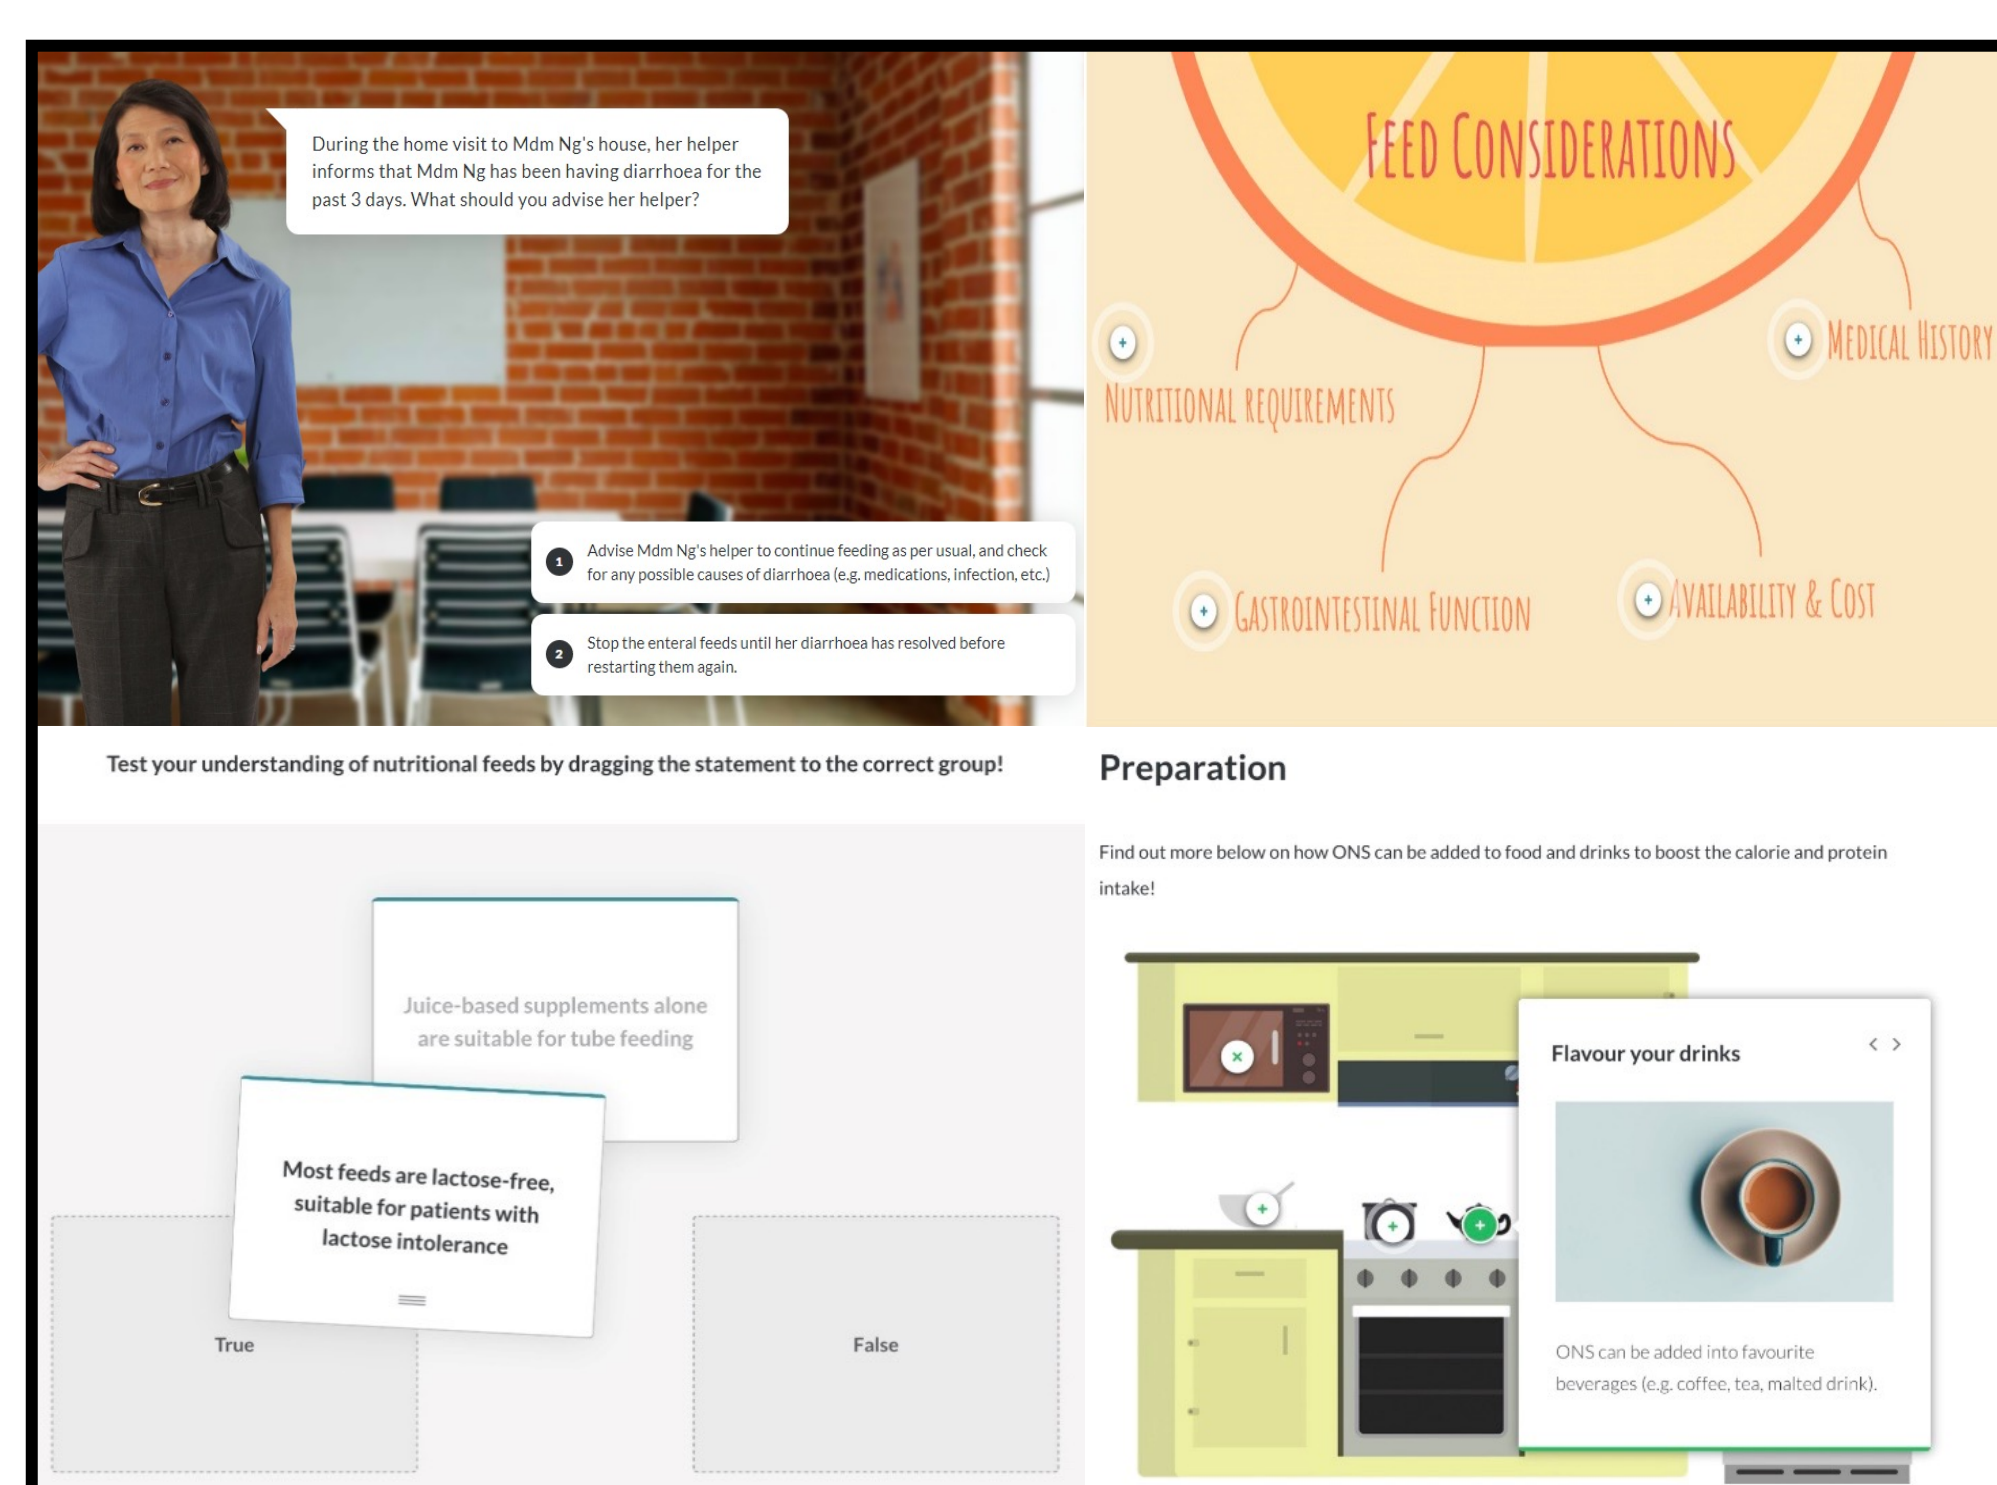 During the home visit to Mdm Ng's house, her helper
informs that Mdm Ng has been having diarrhoea for the
past 3 days. What should you advise her helper?
1 Advise Mdm Ng's helper to continue feeding as per usual, and check
for any possible causes of diarrhoea (e.g. medications, infection, etc.)
2 Stop the enteral feeds until her diarrhoea has resolved before
restarting them again.
FEED CONSIDERATIONS
MEDICAL HISTORY
NUTRITIONAL REQUIREMENTS
GASTROINTESTINAL FUNCTION
AVAILABILITY & COST
Test your understanding of nutritional feeds by dragging the statement to the correct group!
Juice-based supplements alone
are suitable for tube feeding
Most feeds are lactose-free,
suitable for patients with
lactose intolerance
True
False
Preparation
Find out more below on how ONS can be added to food and drinks to boost the calorie and protein
intake!
Flavour your drinks
ONS can be added into favourite
beverages (e.g. coffee, tea, malted drink).